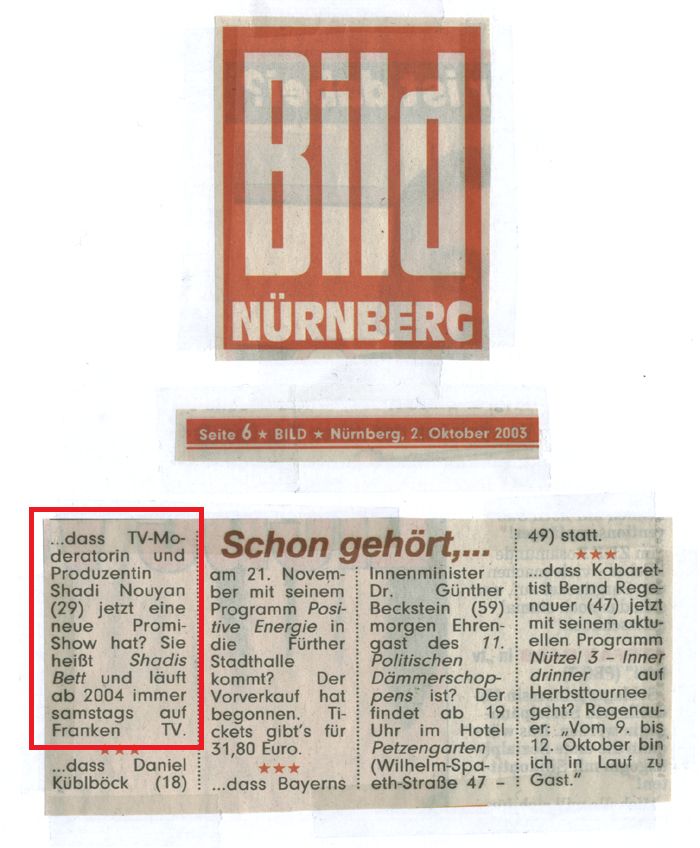 Bild
NÜRNBERG
Seite 6 ★ BILD ★ Nürnberg, 2. Oktober 2003
Schon gehört,...
...dass TV-Mo-
deratorin und
Produzentin
Shadi Nouyan
(29) jetzt eine
neue Promi-
Show hat? Sie
heißt Shadis
Bett und läuft
ab 2004 immer
samstags auf
Franken TV.
★★★
...dass Daniel
Küblböck (18)
am 21. Novem-
ber mit seinem
Programm Posi-
tive Energie in
die Fürther
Stadthalle
kommt? Der
Vorverkauf hat
begonnen. Ti-
ckets gibt's für
31,80 Euro.
★★★
...dass Bayerns
Innenminister
Dr. Günther
Beckstein (59)
morgen Ehren-
gast des 11.
Politischen
Dämmerschop-
pens ist? Der
findet ab 19
Uhr im Hotel
Petzengarten
(Wilhelm-Spa-
eth-Straße 47 –
49) statt.
★★★
...dass Kabaret-
tist Bernd Rege-
nauer (47) jetzt
mit seinem aktu-
ellen Programm
Nützel 3 – Inner
drinner auf
Herbsttournee
geht? Regenau-
er: „Vom 9. bis
12. Oktober bin
ich in Lauf zu
Gast."